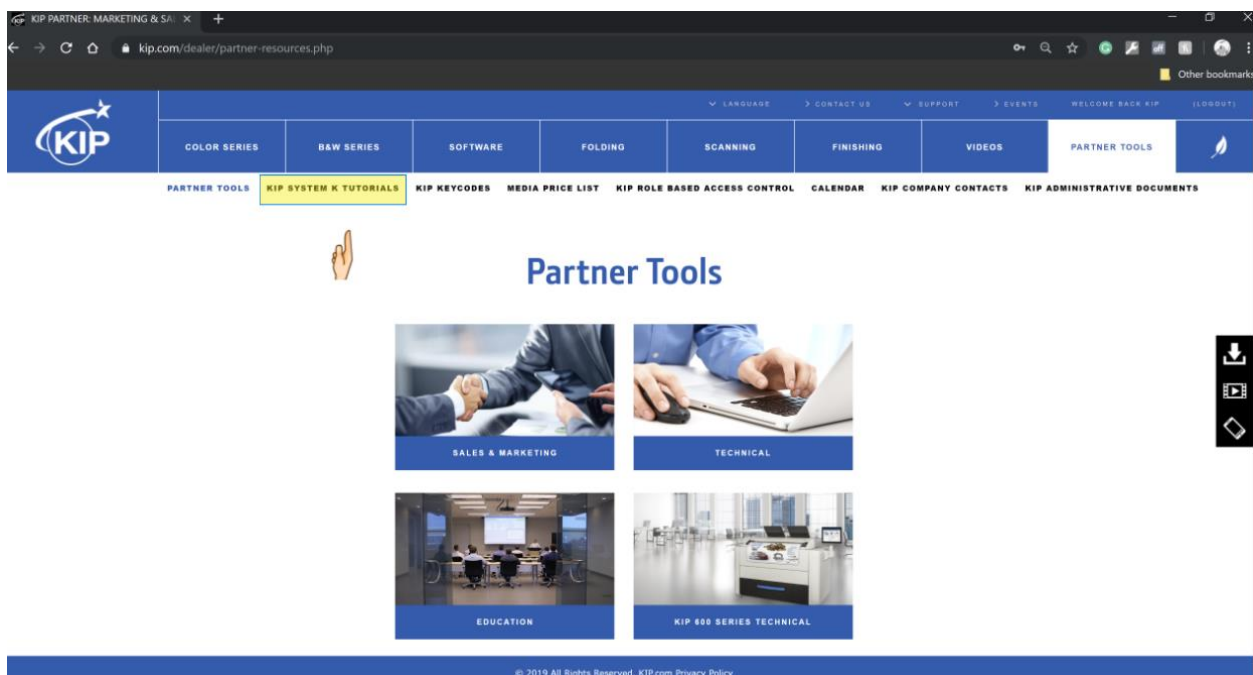 KIP PARTNER: MARKETING & SAL
kip.com/dealer/partner-resources.php
Other bookmarks
LANGUAGE CONTACT US SUPPORT EVENTS WELCOME BACK KIP (LOGOUT)
KIP
COLOR SERIES B&W SERIES SOFTWARE FOLDING SCANNING FINISHING VIDEOS PARTNER TOOLS
PARTNER TOOLS KIP SYSTEM K TUTORIALS KIP KEYCODES MEDIA PRICE LIST KIP ROLE BASED ACCESS CONTROL CALENDAR KIP COMPANY CONTACTS KIP ADMINISTRATIVE DOCUMENTS
Partner Tools
SALES & MARKETING TECHNICAL
EDUCATION KIP 600 SERIES TECHNICAL
© 2019 All Rights Reserved. KIP.com Privacy Policy